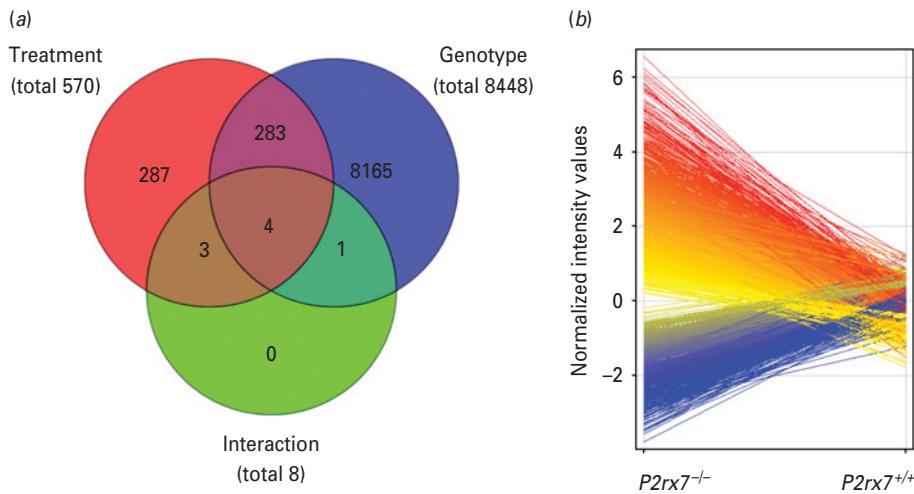 (a)
Treatment
(total 570)
Genotype
(total 8448)
283
287
8165
4
3
1
0
Interaction
(total 8)
(b)
Normalized intensity values
6
4
2
0
−2
P2rx7−/−
P2rx7+/+